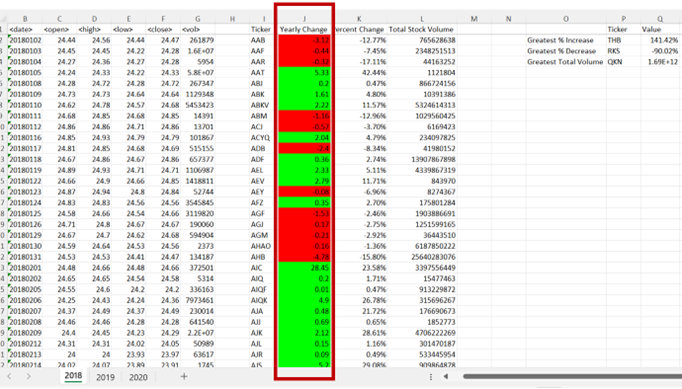 B C D E F G H I J K L M N O P Q
<date> <open> <high> <low> <close> <vol> Ticker Yearly Change Percent Change Total Stock Volume Ticker Value
20180102 24.44 24.56 24.44 24.47 261879 AAB -12.77% 765628638 Greatest % Increase THB 141.42%
20180103 24.45 24.45 24.22 24.28 1.6E+07 AAF -7.45% 2348251513 Greatest % Decrease RKS -90.02%
20180104 24.27 24.36 24.27 24.28 5954 AAR -17.11% 44163252 Greatest Total Volume QKN 1.69E+12
20180105 24.24 24.33 24.22 24.33 5.8E+07 AAT 5.33 42.44% 1121804
20180108 24.28 24.72 24.28 24.72 267347 ABJ 0.2 0.47% 866724156
20180109 24.73 24.73 24.64 24.64 1129348 ABK 1.61 4.80% 10391386
20180110 24.62 24.78 24.57 24.68 5453423 ABKV 2.22 11.57% 5324614313
20180111 24.68 24.85 24.68 24.85 14391 ABM -3.16 -12.96% 1029560425
20180112 24.86 24.86 24.71 24.86 13701 ACJ -3.70% 6169423
20180116 24.85 24.93 24.79 24.79 101867 ACYQ 2.04 4.79% 234097825
20180117 24.81 24.85 24.68 24.69 515155 ADB -2.4 -8.34% 41980152
20180118 24.67 24.86 24.67 24.86 657377 ADF 0.36 2.74% 13907867898
20180119 24.89 24.93 24.71 24.71 1106987 AEL 2.33 5.11% 4339867319
20180122 24.66 24.9 24.66 24.85 1418811 AEV 2.79 11.71% 843970
20180123 24.87 24.94 24.8 24.84 52744 AEY -0.08 -6.96% 8274367
20180124 24.83 24.83 24.56 24.56 3545845 AFZ 0.35 2.70% 175801284
20180125 24.58 24.66 24.54 24.66 3119820 AGF -1.53 -2.46% 1903886691
20180126 24.71 24.8 24.67 24.67 190060 AGJ -0.17 -2.75% 1251599165
20180129 24.67 24.7 24.62 24.68 594904 AGM -0.21 -2.92% 36443510
20180130 24.59 24.64 24.53 24.56 2373 AHAO -0.16 -1.36% 6187850222
20180131 24.53 24.53 24.41 24.47 134187 AHB -4.78 -15.80% 25640283076
20180201 24.48 24.66 24.48 24.66 372501 AIC 28.45 23.58% 3397556449
20180202 24.65 24.65 24.54 24.58 5314 AIQ 0.2 1.71% 15477463
20180205 24.55 24.6 24.2 24.2 336163 AIQF 0.01 0.47% 913229872
20180206 24.25 24.43 24.24 24.36 7973461 AIQK 4.9 26.78% 315696262
20180207 24.37 24.49 24.37 24.49 230014 AJA 0.48 21.72% 176690673
20180208 24.46 24.46 24.28 24.28 641540 AJJ 0.69 0.65% 1852773
20180209 24.4 24.45 24.23 24.29 2.2E+07 AJK 2.12 28.61% 4706222269
20180212 24.31 24.31 24.02 24.05 50989 AJL 0.15 1.16% 301470187
20180213 24 24 23.93 23.97 63617 AJR 0.09 0.49% 533445954
20180214 24.02 24.07 23.89 23.91 1745 AJS 5.2 29.08% 909864878
2018 2019 2020 +